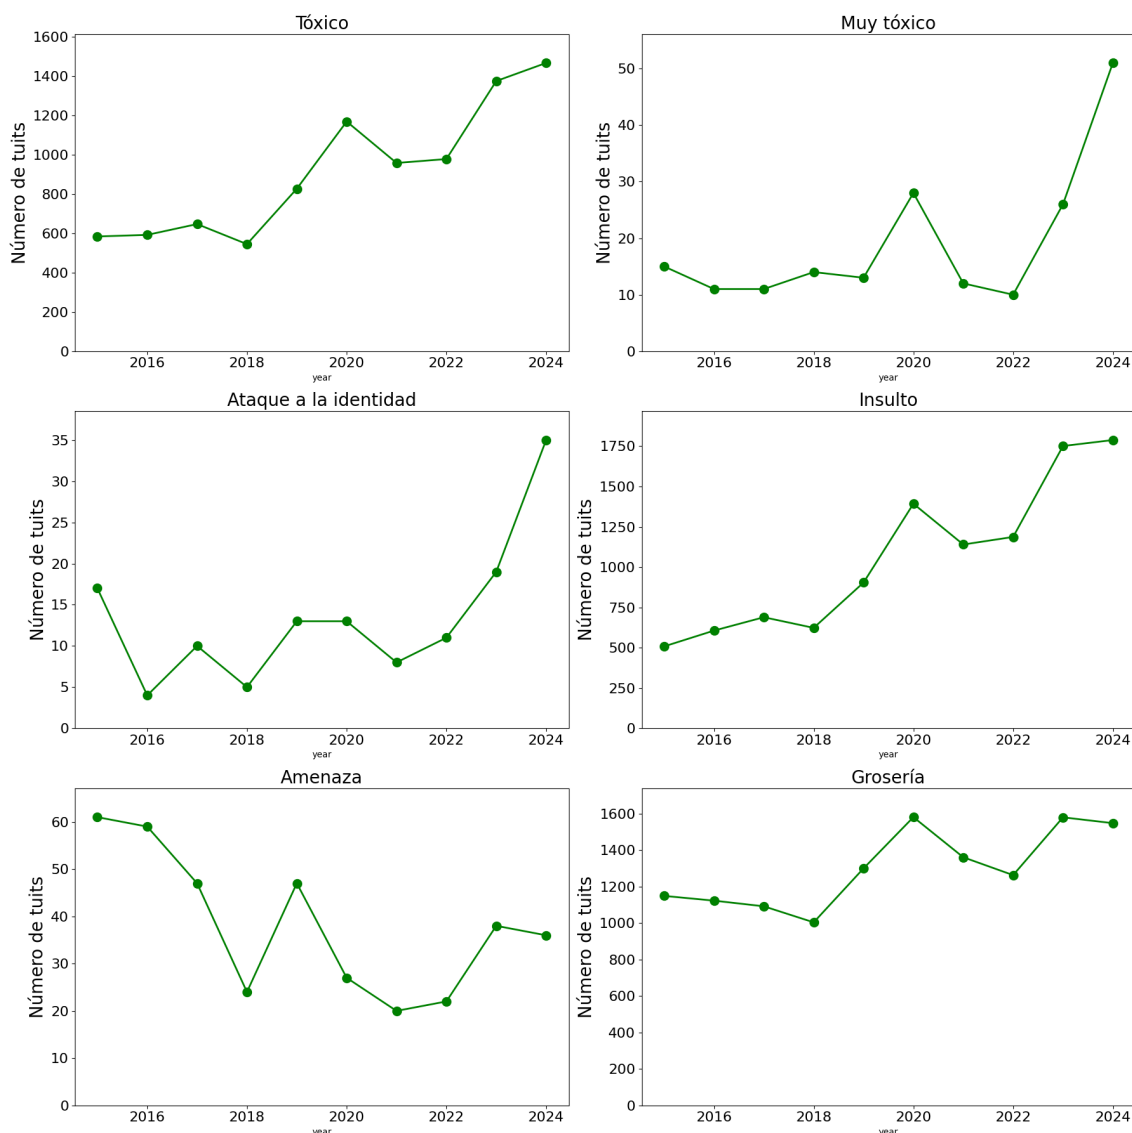 Tóxico
Número de tuits
1600
1400
1200
1000
800
600
400
200
0
2016 2018 2020 2022 2024
year
Muy tóxico
Número de tuits
50
40
30
20
10
0
2016 2018 2020 2022 2024
year
Ataque a la identidad
Número de tuits
35
30
25
20
15
10
5
0
2016 2018 2020 2022 2024
year
Insulto
Número de tuits
1750
1500
1250
1000
750
500
250
0
2016 2018 2020 2022 2024
year
Amenaza
Número de tuits
60
50
40
30
20
10
0
2016 2018 2020 2022 2024
year
Grosería
Número de tuits
1600
1400
1200
1000
800
600
400
200
0
2016 2018 2020 2022 2024
year